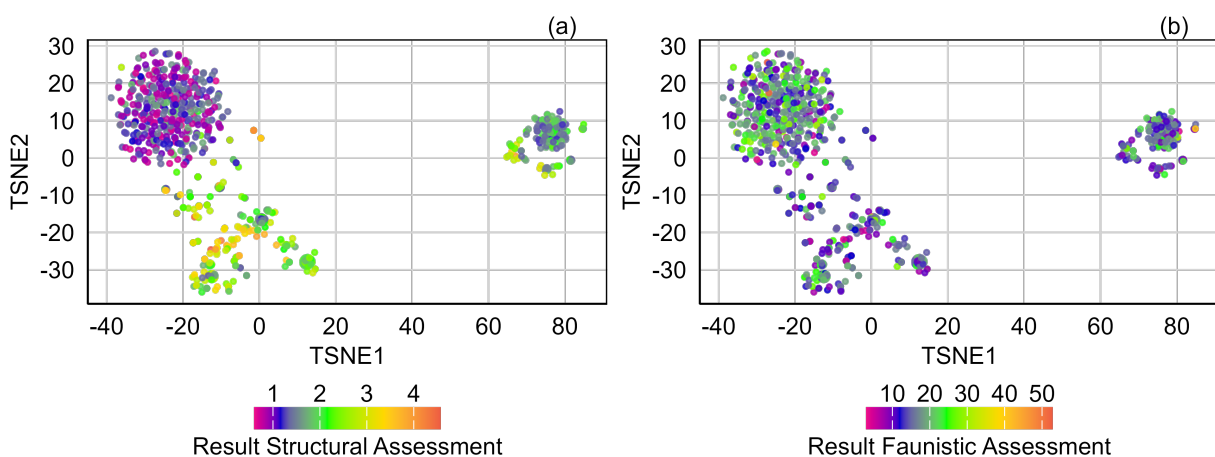 (a)
30
20
10
0
-10
-20
-30
TSNE2
-40 -20 0 20 40 60 80
TSNE1
1 2 3 4
Result Structural Assessment
(b)
30
20
10
0
-10
-20
-30
TSNE2
-40 -20 0 20 40 60 80
TSNE1
10 20 30 40 50
Result Faunistic Assessment